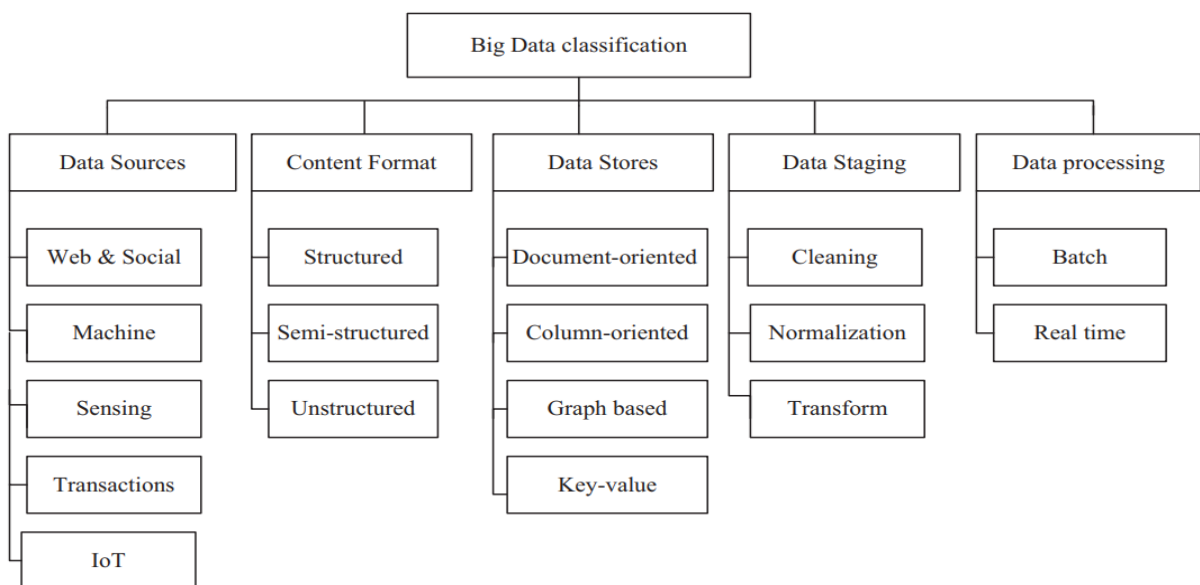 Big Data classification
Data Sources
Content Format
Data Stores
Data Staging
Data processing
Web & Social
Structured
Document-oriented
Cleaning
Batch
Machine
Semi-structured
Column-oriented
Normalization
Real time
Sensing
Unstructured
Graph based
Transform
Transactions
Key-value
IoT